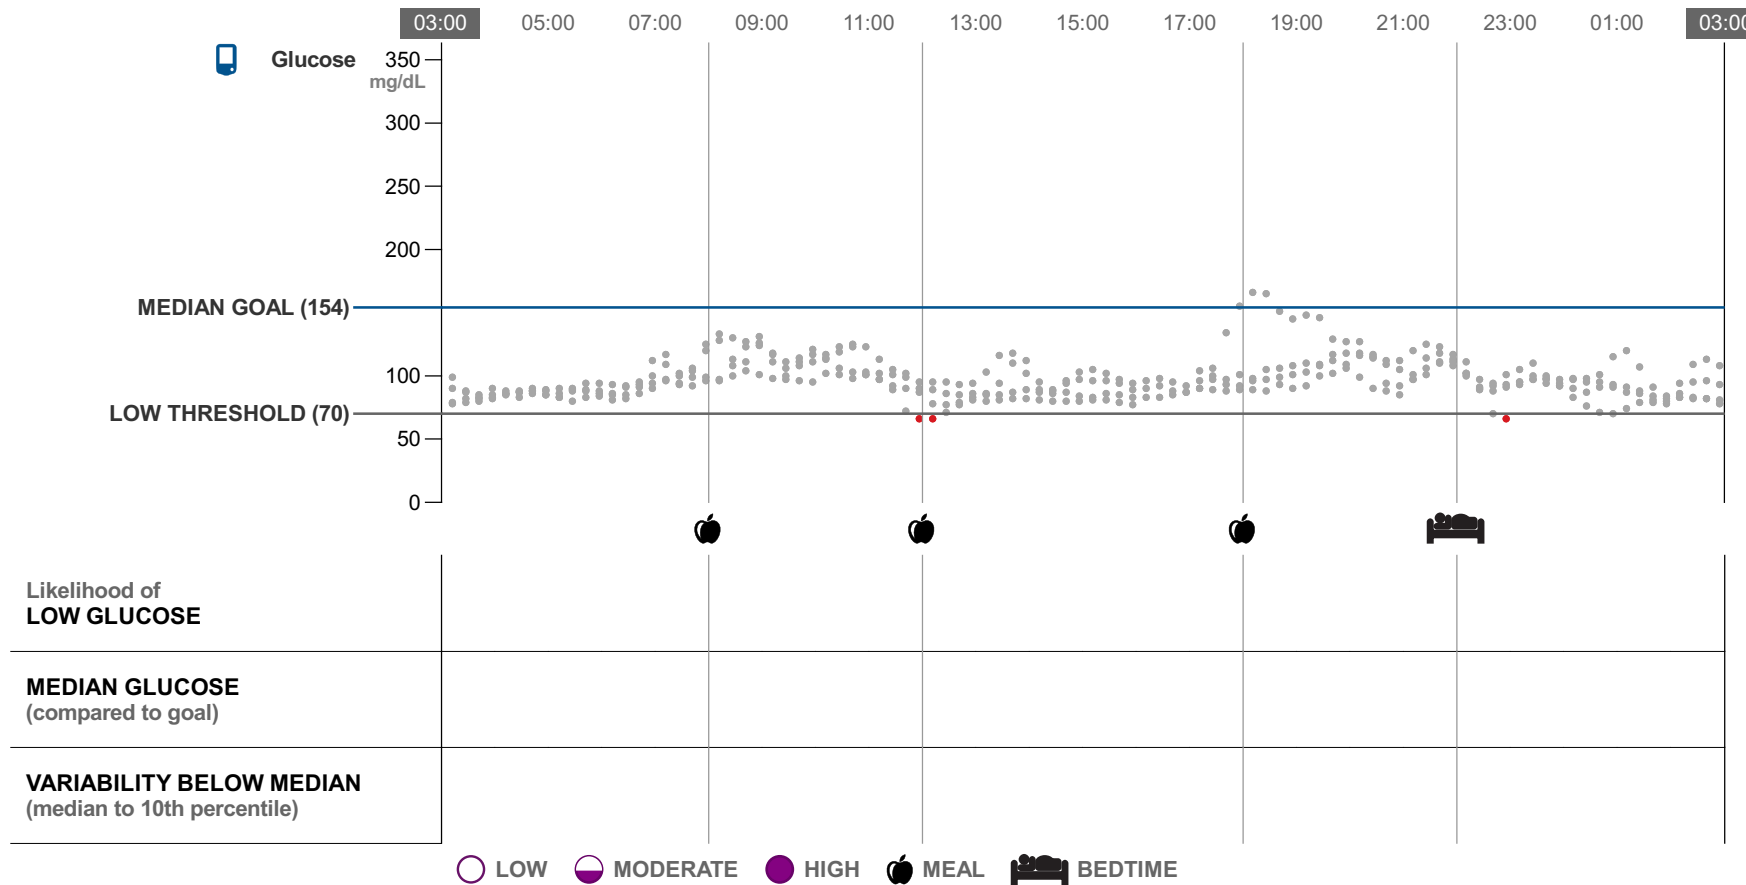 03:00 05:00 07:00 09:00 11:00 13:00 15:00 17:00 19:00 21:00 23:00 01:00 03:00
Glucose 350
mg/dL
300
250
200
MEDIAN GOAL (154)
100
LOW THRESHOLD (70)
50
0
Likelihood of
LOW GLUCOSE
MEDIAN GLUCOSE
(compared to goal)
VARIABILITY BELOW MEDIAN
(median to 10th percentile)
LOW MODERATE HIGH MEAL BEDTIME